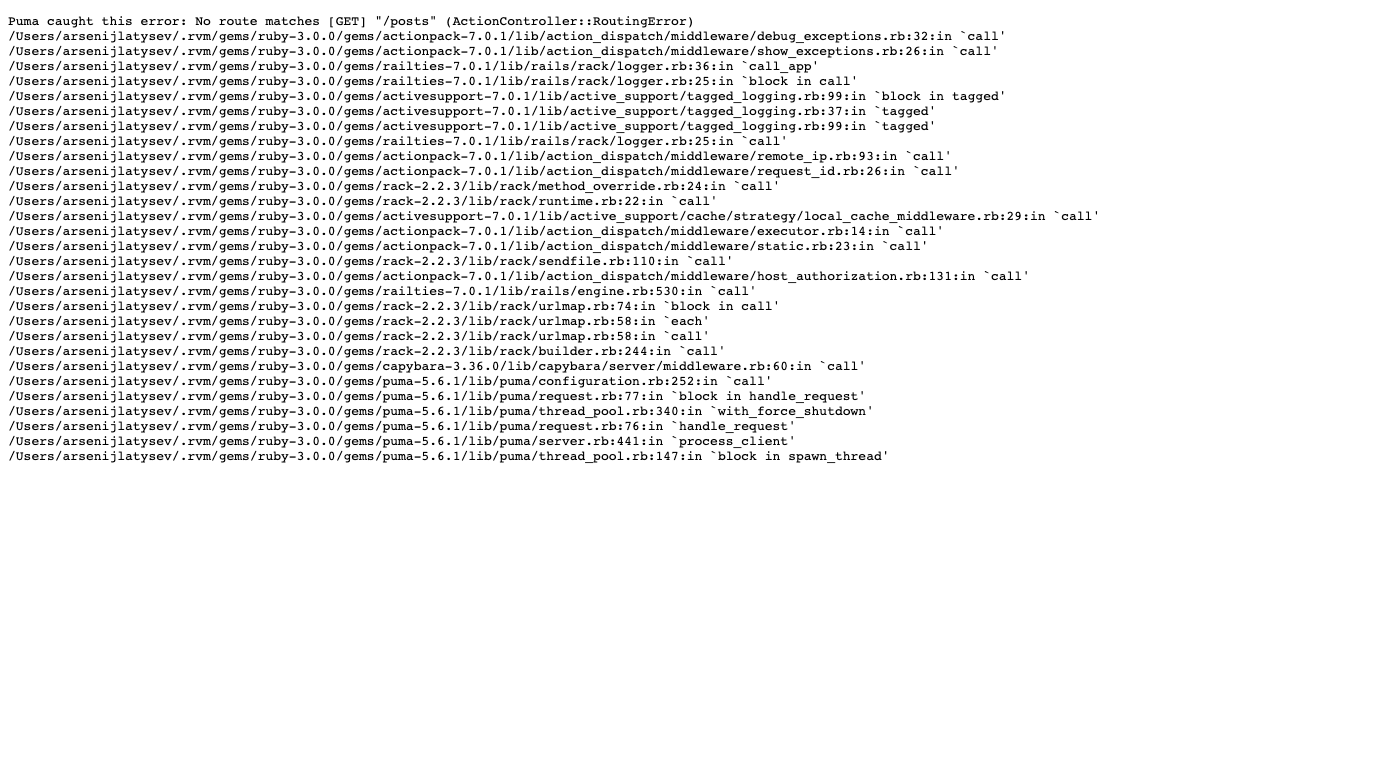 Puma caught this error: No route matches [GET] "/posts" (ActionController::RoutingError)
/Users/arsenijlatysev/.rvm/gems/ruby-3.0.0/gems/actionpack-7.0.1/lib/action_dispatch/middleware/debug_exceptions.rb:32:in `call'
/Users/arsenijlatysev/.rvm/gems/ruby-3.0.0/gems/actionpack-7.0.1/lib/action_dispatch/middleware/show_exceptions.rb:26:in `call'
/Users/arsenijlatysev/.rvm/gems/ruby-3.0.0/gems/railties-7.0.1/lib/rails/rack/logger.rb:36:in `call_app'
/Users/arsenijlatysev/.rvm/gems/ruby-3.0.0/gems/railties-7.0.1/lib/rails/rack/logger.rb:25:in `block in call'
/Users/arsenijlatysev/.rvm/gems/ruby-3.0.0/gems/activesupport-7.0.1/lib/active_support/tagged_logging.rb:99:in `block in tagged'
/Users/arsenijlatysev/.rvm/gems/ruby-3.0.0/gems/activesupport-7.0.1/lib/active_support/tagged_logging.rb:37:in `tagged'
/Users/arsenijlatysev/.rvm/gems/ruby-3.0.0/gems/activesupport-7.0.1/lib/active_support/tagged_logging.rb:99:in `tagged'
/Users/arsenijlatysev/.rvm/gems/ruby-3.0.0/gems/railties-7.0.1/lib/rails/rack/logger.rb:25:in `call'
/Users/arsenijlatysev/.rvm/gems/ruby-3.0.0/gems/actionpack-7.0.1/lib/action_dispatch/middleware/remote_ip.rb:93:in `call'
/Users/arsenijlatysev/.rvm/gems/ruby-3.0.0/gems/actionpack-7.0.1/lib/action_dispatch/middleware/request_id.rb:26:in `call'
/Users/arsenijlatysev/.rvm/gems/ruby-3.0.0/gems/rack-2.2.3/lib/rack/method_override.rb:24:in `call'
/Users/arsenijlatysev/.rvm/gems/ruby-3.0.0/gems/rack-2.2.3/lib/rack/runtime.rb:22:in `call'
/Users/arsenijlatysev/.rvm/gems/ruby-3.0.0/gems/activesupport-7.0.1/lib/active_support/cache/strategy/local_cache_middleware.rb:29:in `call'
/Users/arsenijlatysev/.rvm/gems/ruby-3.0.0/gems/actionpack-7.0.1/lib/action_dispatch/middleware/executor.rb:14:in `call'
/Users/arsenijlatysev/.rvm/gems/ruby-3.0.0/gems/actionpack-7.0.1/lib/action_dispatch/middleware/static.rb:23:in `call'
/Users/arsenijlatysev/.rvm/gems/ruby-3.0.0/gems/rack-2.2.3/lib/rack/sendfile.rb:110:in `call'
/Users/arsenijlatysev/.rvm/gems/ruby-3.0.0/gems/actionpack-7.0.1/lib/action_dispatch/middleware/host_authorization.rb:131:in `call'
/Users/arsenijlatysev/.rvm/gems/ruby-3.0.0/gems/railties-7.0.1/lib/rails/engine.rb:530:in `call'
/Users/arsenijlatysev/.rvm/gems/ruby-3.0.0/gems/rack-2.2.3/lib/rack/urlmap.rb:74:in `block in call'
/Users/arsenijlatysev/.rvm/gems/ruby-3.0.0/gems/rack-2.2.3/lib/rack/urlmap.rb:58:in `each'
/Users/arsenijlatysev/.rvm/gems/ruby-3.0.0/gems/rack-2.2.3/lib/rack/urlmap.rb:58:in `call'
/Users/arsenijlatysev/.rvm/gems/ruby-3.0.0/gems/rack-2.2.3/lib/rack/builder.rb:244:in `call'
/Users/arsenijlatysev/.rvm/gems/ruby-3.0.0/gems/capybara-3.36.0/lib/capybara/server/middleware.rb:60:in `call'
/Users/arsenijlatysev/.rvm/gems/ruby-3.0.0/gems/puma-5.6.1/lib/puma/configuration.rb:252:in `call'
/Users/arsenijlatysev/.rvm/gems/ruby-3.0.0/gems/puma-5.6.1/lib/puma/request.rb:77:in `block in handle_request'
/Users/arsenijlatysev/.rvm/gems/ruby-3.0.0/gems/puma-5.6.1/lib/puma/thread_pool.rb:340:in `with_force_shutdown'
/Users/arsenijlatysev/.rvm/gems/ruby-3.0.0/gems/puma-5.6.1/lib/puma/request.rb:76:in `handle_request'
/Users/arsenijlatysev/.rvm/gems/ruby-3.0.0/gems/puma-5.6.1/lib/puma/server.rb:441:in `process_client'
/Users/arsenijlatysev/.rvm/gems/ruby-3.0.0/gems/puma-5.6.1/lib/puma/thread_pool.rb:147:in `block in spawn_thread'